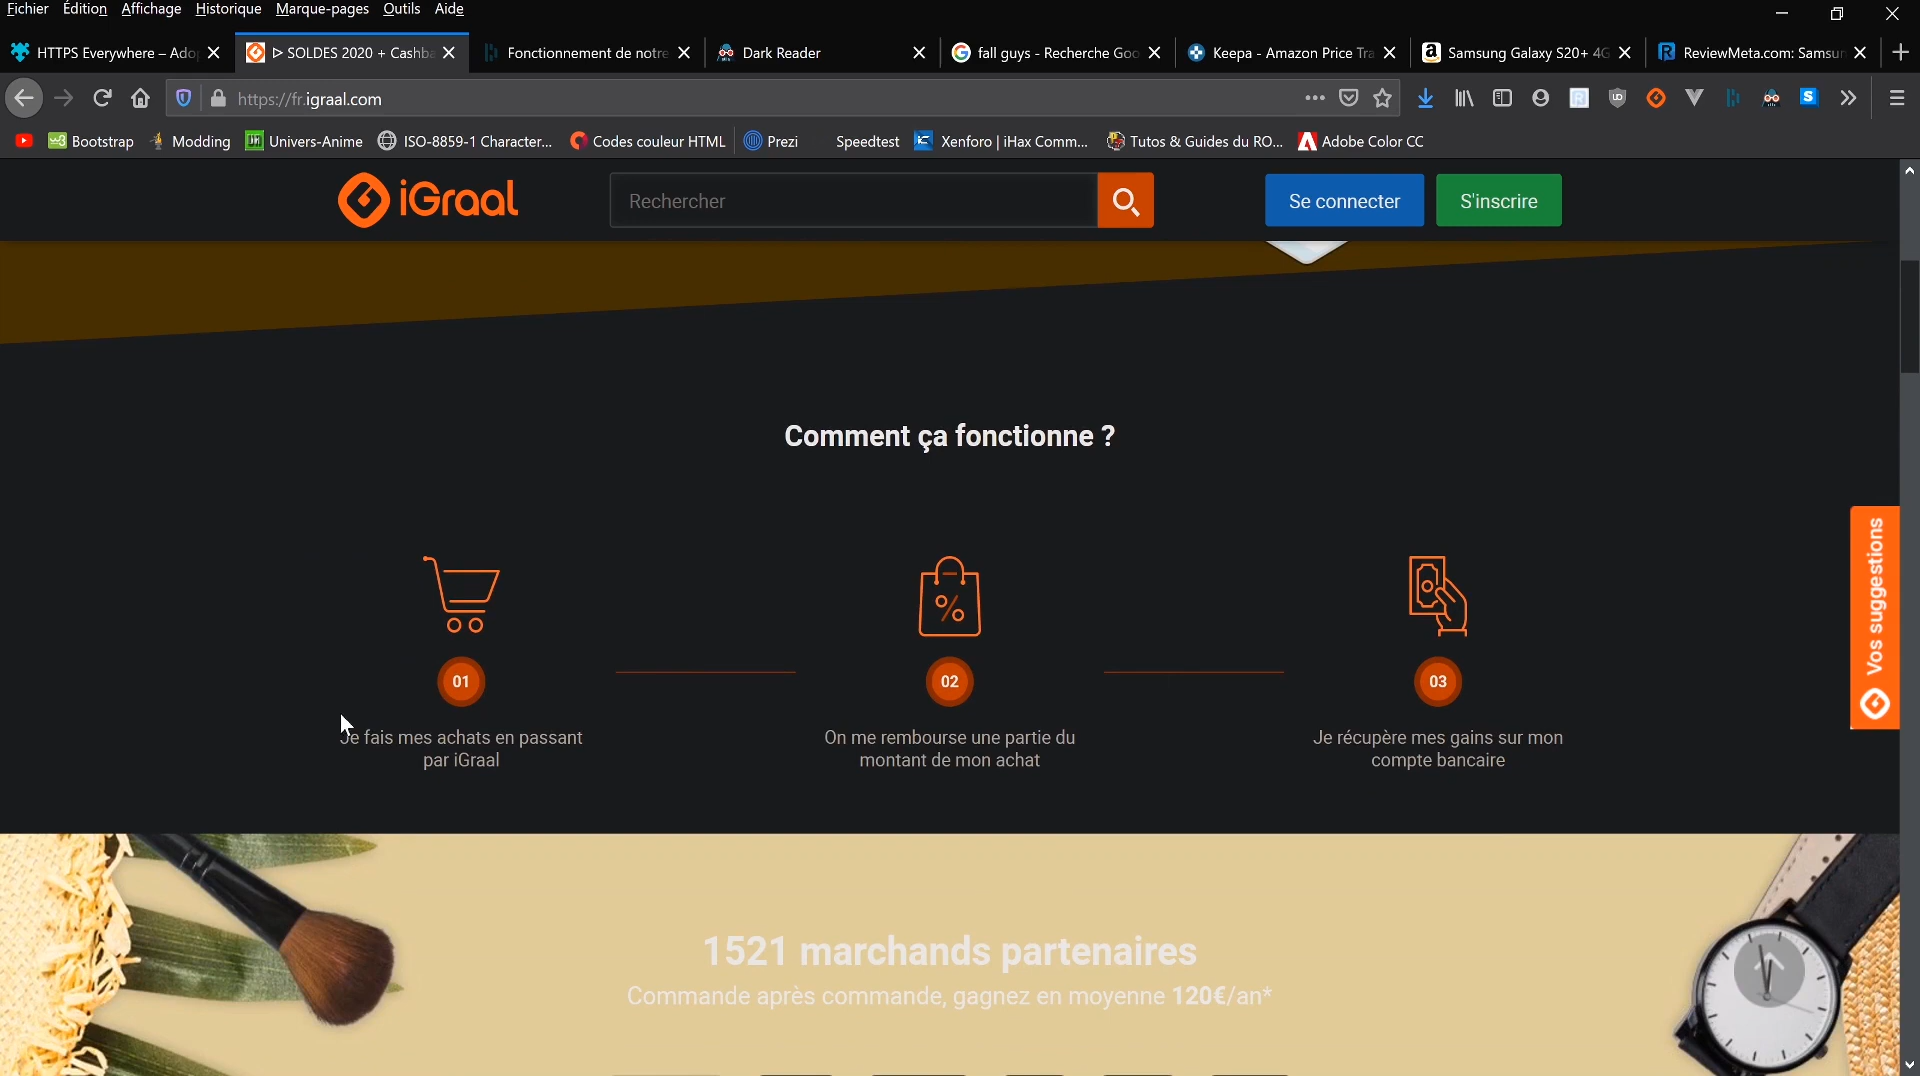 Fichier Édition Affichage Historique Marque-pages Outils Aide
HTTPS Everywhere – Ado
SOLDES 2020 + Cashba
Fonctionnement de notre
Dark Reader
fall guys - Recherche Goo
Keepa - Amazon Price Tra
Samsung Galaxy S20+ 4G
ReviewMeta.com: Samsun
https://fr.igraal.com
Bootstrap Modding Univers-Anime ISO-8859-1 Character... Codes couleur HTML Prezi Speedtest Xenforo | iHax Comm... Tutos & Guides du RO... Adobe Color CC
iGraal
Rechercher
Se connecter
S'inscrire
Comment ça fonctionne ?
01
02
03
Je fais mes achats en passant
par iGraal
On me rembourse une partie du
montant de mon achat
Je récupère mes gains sur mon
compte bancaire
Vos suggestions
1521 marchands partenaires
Commande après commande, gagnez en moyenne 120€/an*